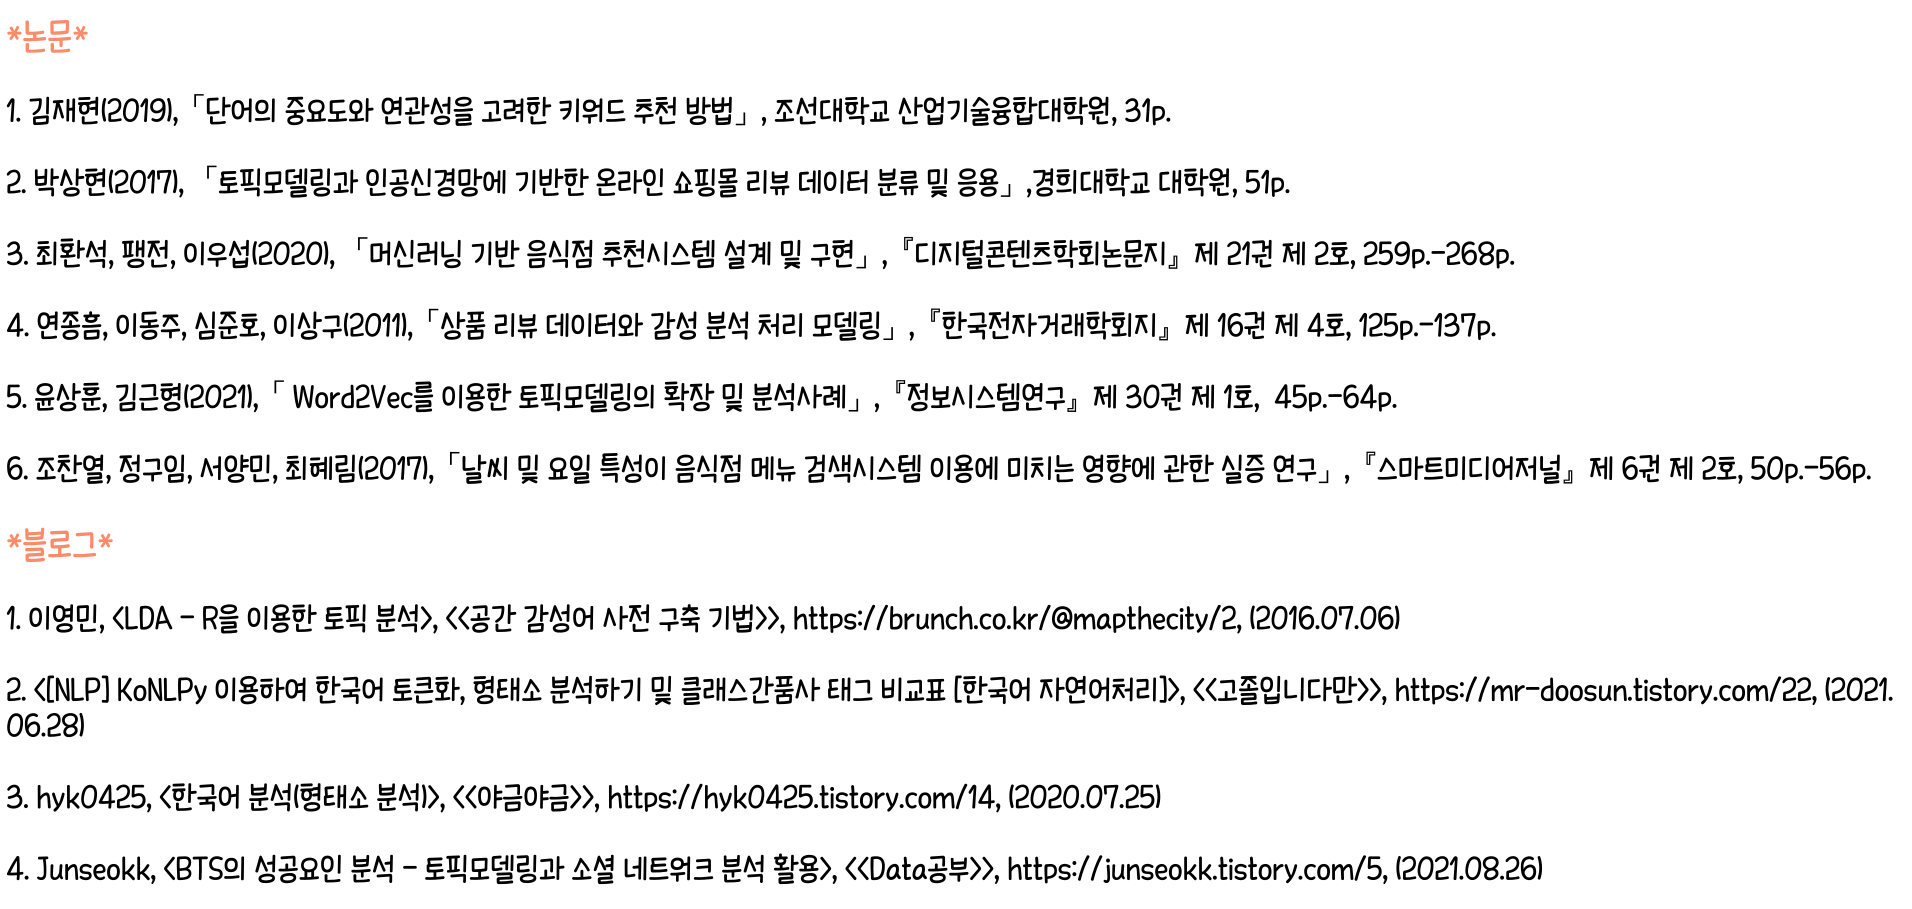 *논문*
1. 김재현(2019),「단어의 중요도와 연관성을 고려한 키워드 추천 방법」, 조선대학교 산업기술융합대학원, 31p.
2. 박상현(2017), 「토픽모델링과 인공신경망에 기반한 온라인 쇼핑몰 리뷰 데이터 분류 및 응용」,경희대학교 대학원, 51p.
3. 최환석, 팽전, 이우섭(2020), 「머신러닝 기반 음식점 추천시스템 설계 및 구현」,『디지털콘텐츠학회논문지』제 21권 제 2호, 259p.-268p.
4. 연종흠, 이동주, 심준호, 이상구(2011),「상품 리뷰 데이터와 감성 분석 처리 모델링」,『한국전자거래학회지』제 16권 제 4호, 125p.-137p.
5. 윤상훈, 김근형(2021),「 Word2Vec를 이용한 토픽모델링의 확장 및 분석사례」,『정보시스템연구』제 30권 제 1호,  45p.-64p.
6. 조찬열, 정구임, 서양민, 최혜림(2017),「날씨 및 요일 특성이 음식점 메뉴 검색시스템 이용에 미치는 영향에 관한 실증 연구」,『스마트미디어저널』제 6권 제 2호, 50p.-56p.
*블로그*
1. 이영민, <LDA - R을 이용한 토픽 분석>, <<공간 감성어 사전 구축 기법>>, https://brunch.co.kr/@mapthecity/2, (2016.07.06)
2. <[NLP] KoNLPy 이용하여 한국어 토큰화, 형태소 분석하기 및 클래스간품사 태그 비교표 [한국어 자연어처리]>, <<고졸입니다만>>, https://mr-doosun.tistory.com/22, (2021.
06.28)
3. hyk0425, <한국어 분석(형태소 분석)>, <<야금야금>>, https://hyk0425.tistory.com/14, (2020.07.25)
4. Junseokk, <BTS의 성공요인 분석 - 토픽모델링과 소셜 네트워크 분석 활용>, <<Data공부>>, https://junseokk.tistory.com/5, (2021.08.26)